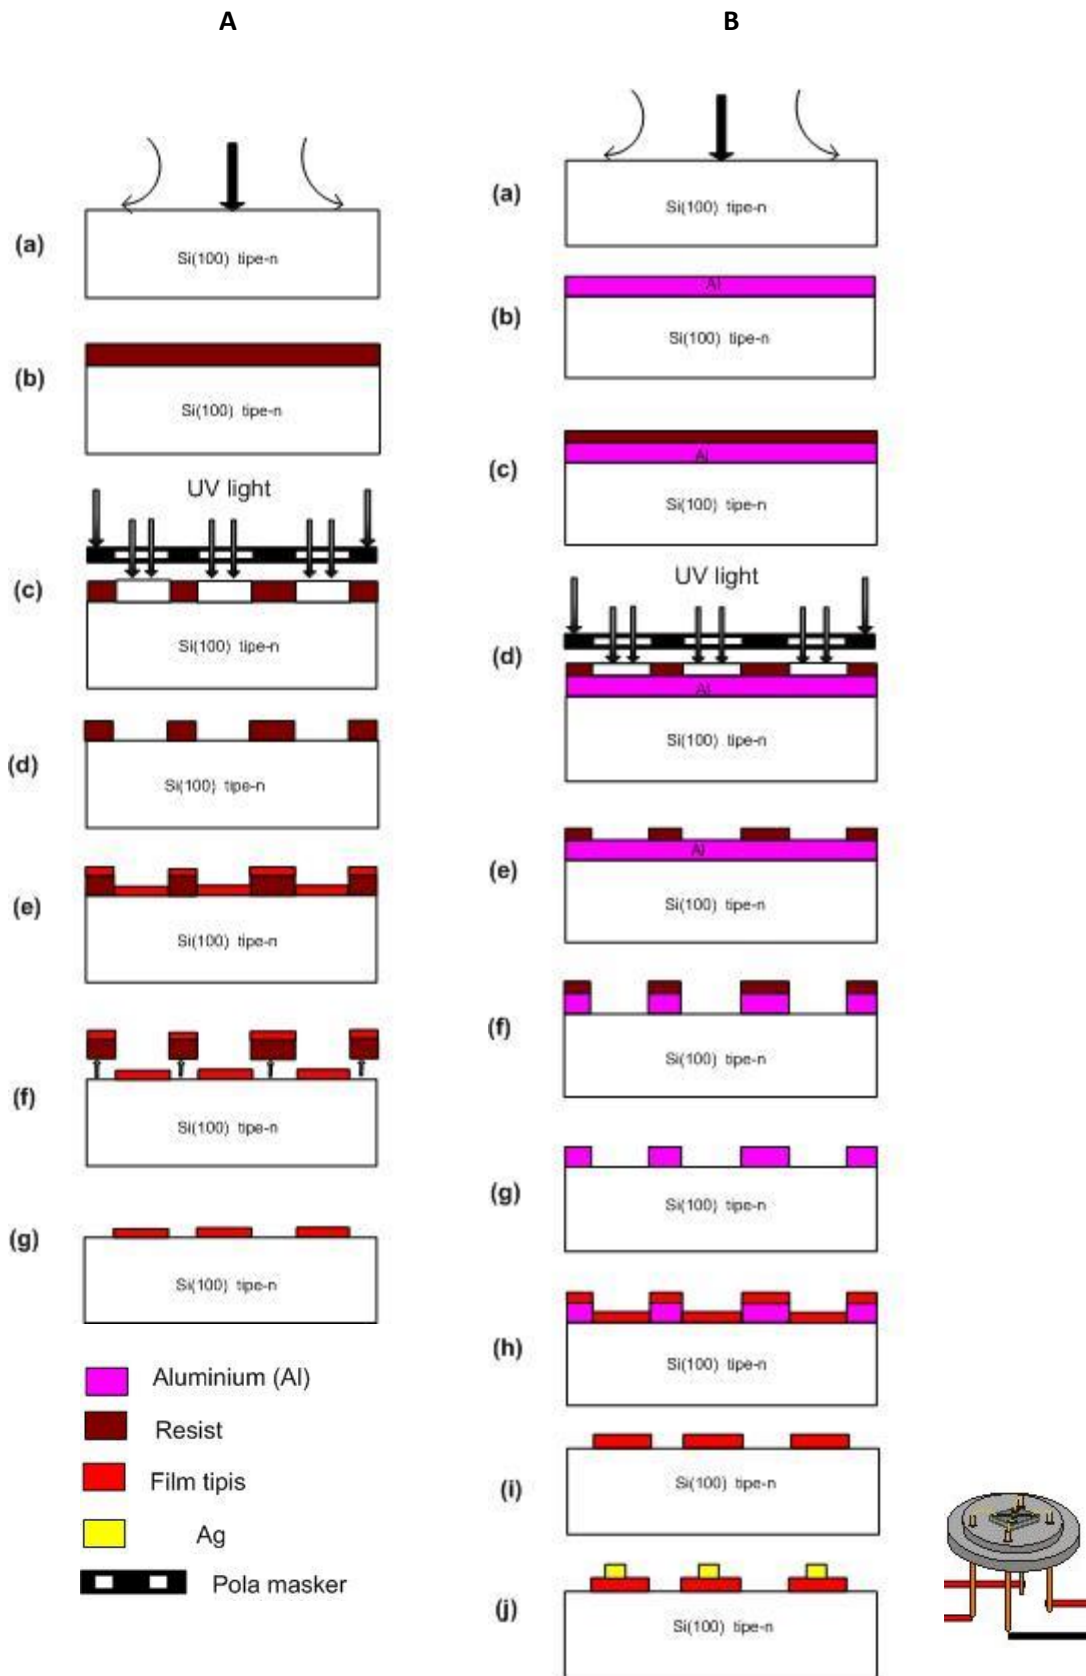 A
(a)
Si(100) tipe-n
(b)
Si(100) tipe-n
UV light
(c)
Si(100) tipe-n
(d)
Si(100) tipe-n
(e)
Si(100) tipe-n
(f)
Si(100) tipe-n
(g)
Si(100) tipe-n
Aluminium (Al)
Resist
Film tipis
Ag
Pola masker
B
(a)
Si(100) tipe-n
Al
(b)
Si(100) tipe-n
Al
(c)
Si(100) tipe-n
UV light
(d)
Al
Si(100) tipe-n
Al
(e)
Si(100) tipe-n
(f)
Si(100) tipe-n
(g)
Si(100) tipe-n
(h)
Si(100) tipe-n
(i)
Si(100) tipe-n
(j)
Si(100) tipe-n